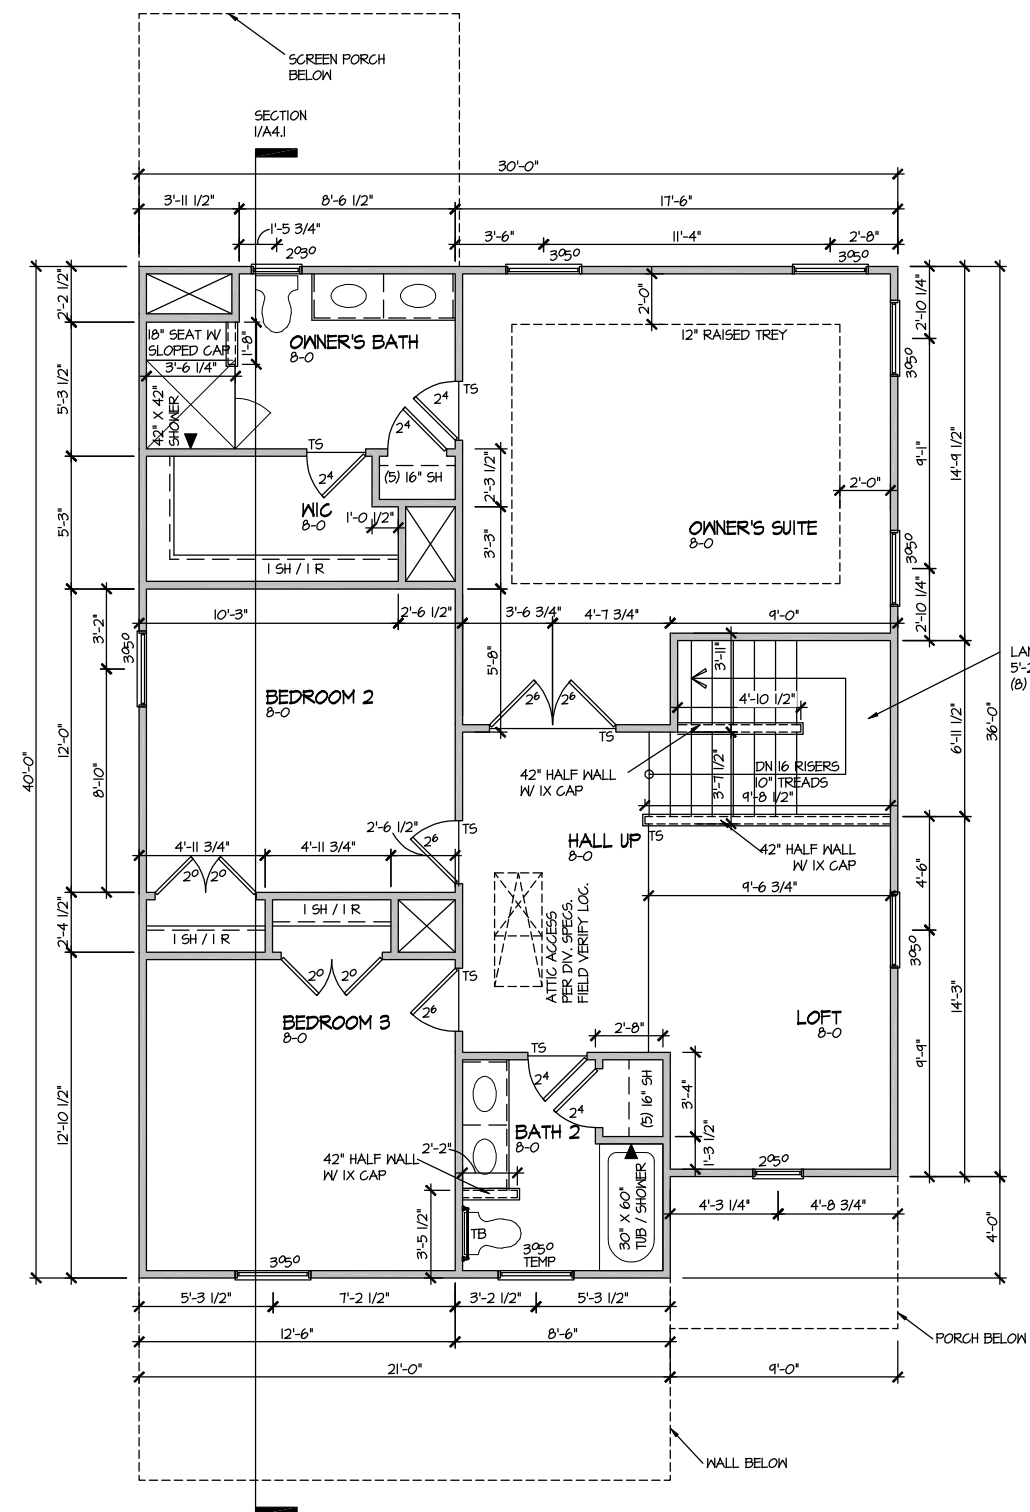 SCREEN PORCH
BELOW
SECTION
1/A4.1
30'-0"
3'-11 1/2"
8'-6 1/2"
17'-6"
1'-5 3/4"
3'-6"
11'-4"
2'-8"
2⁰3⁰
3⁰5⁰
3⁰5⁰
2'-2 1/2"
5'-3 1/2"
5'-3"
18" SEAT W/
SLOPED CAP
1'-8"
3'-6 1/4"
42" X 42"
SHOWER
OWNER'S BATH
8-0
TS
2⁴
2⁴
TS
2⁴
(5) 16" SH
2'-0"
12" RAISED TREY
2'-10 1/4"
3⁰5⁰
9'-1"
14'-9 1/2"
2'-0"
2'-3 1/2"
3'-3"
WIC
8-0
1'-0 1/2"
1 SH / 1 R
OWNER'S SUITE
8-0
3⁰5⁰
2'-10 1/4"
10'-3"
2'-6 1/2"
3'-6 3/4"
4'-7 3/4"
9'-0"
3'-2"
3⁰5⁰
5'-8"
3'-11"
LAN
5'-2
(8)
BEDROOM 2
8-0
2⁶
2⁶
TS
4'-10 1/2"
12'-0"
8'-10"
40'-0"
36'-0"
6'-11 1/2"
42" HALF WALL
W/ 1X CAP
3'-7 1/2"
DN 16 RISERS
10" TREADS
9'-8 1/2"
2'-6 1/2"
TS
2⁶
HALL UP
8-0
TS
42" HALF WALL
W/ 1X CAP
4'-11 3/4"
4'-11 3/4"
2⁰
2⁰
9'-6 3/4"
4'-6"
3⁰5⁰
2'-4 1/2"
1 SH / 1 R
1 SH / 1 R
ATTIC ACCESS
PER DIV. SPECS.
FIELD VERIFY LOC.
2⁰
2⁰
TS
2⁶
BEDROOM 3
8-0
LOFT
8-0
14'-3"
9'-9"
2'-8"
TS
2⁴
2⁴
(5) 16" SH
3'-4"
1'-3 1/2"
12'-10 1/2"
BATH 2
8-0
2'-2"
42" HALF WALL
W/ 1X CAP
2⁰5⁰
30" X 60"
TUB / SHOWER
3'-5 1/2"
TB
3⁰5⁰
TEMP
3⁰5⁰
4'-3 1/4"
4'-8 3/4"
4'-0"
5'-3 1/2"
7'-2 1/2"
3'-2 1/2"
5'-3 1/2"
12'-6"
8'-6"
PORCH BELOW
21'-0"
9'-0"
WALL BELOW